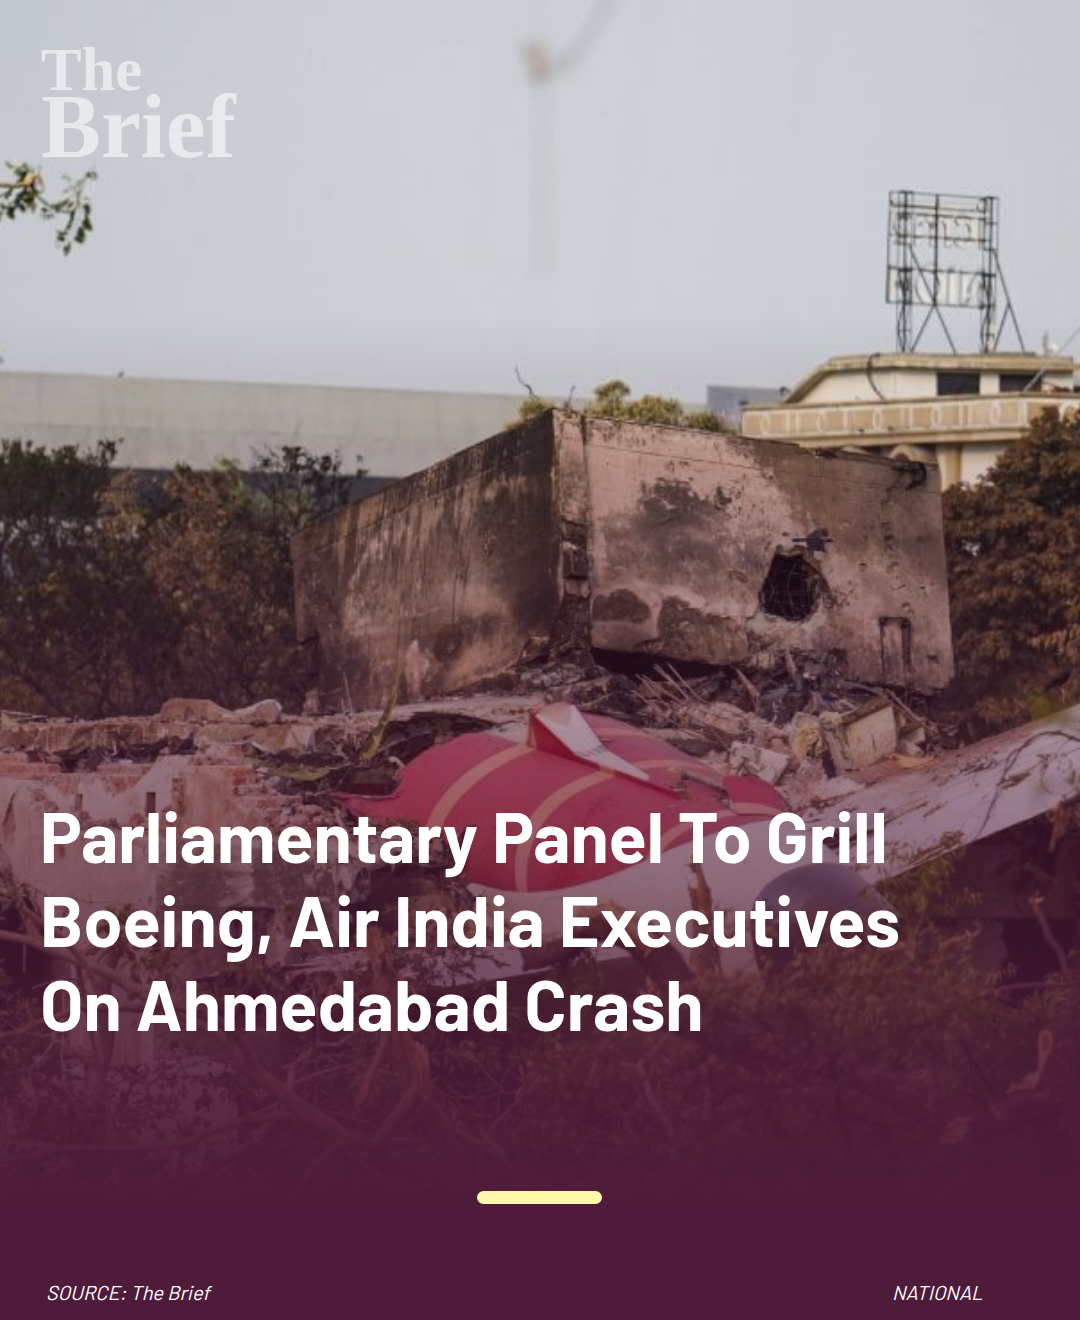 The
Brief
Parliamentary Panel To Grill
Boeing, Air India Executives
On Ahmedabad Crash
SOURCE: The Brief
NATIONAL